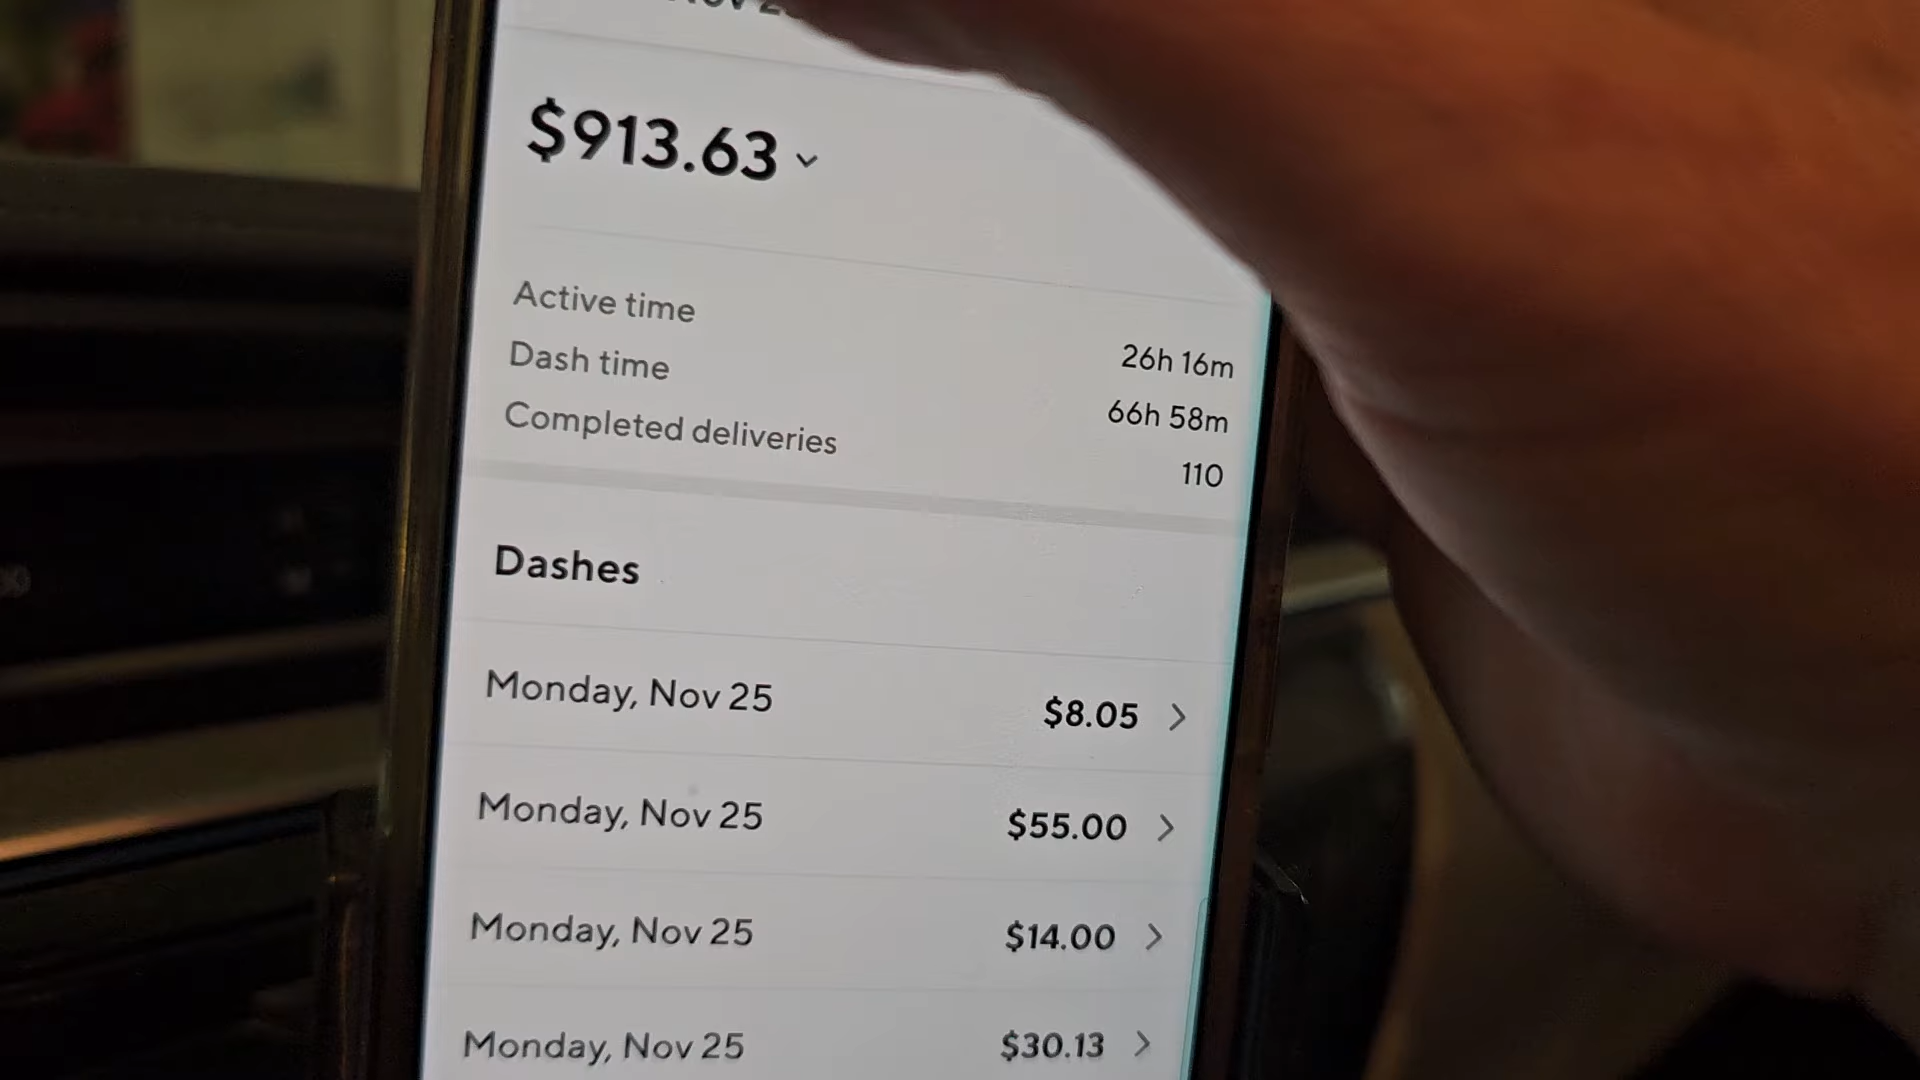 $913.63
Active time 26h 16m
Dash time 66h 58m
Completed deliveries 110
Dashes
Monday, Nov 25 $8.05
Monday, Nov 25 $55.00
Monday, Nov 25 $14.00
Monday, Nov 25 $30.13